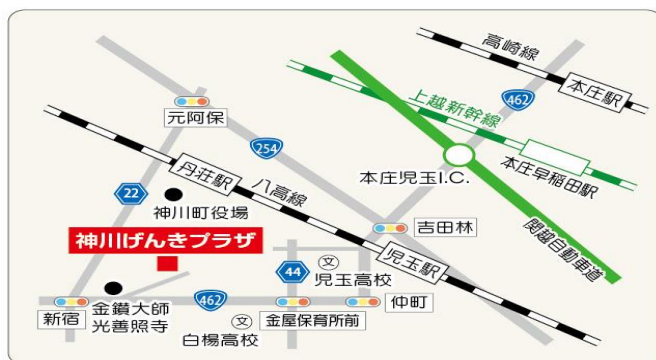 高崎線
本庄駅
462
上越新幹線
本庄早稲田駅
元阿保
254
本庄児玉I.C.
関越自動車道
丹荘駅
八高線
22
神川町役場
吉田林
児玉駅
神川げんきプラザ
44
文
児玉高校
462
新宿
金鑚大師
光善照寺
文
白楊高校
金屋保育所前
仲町